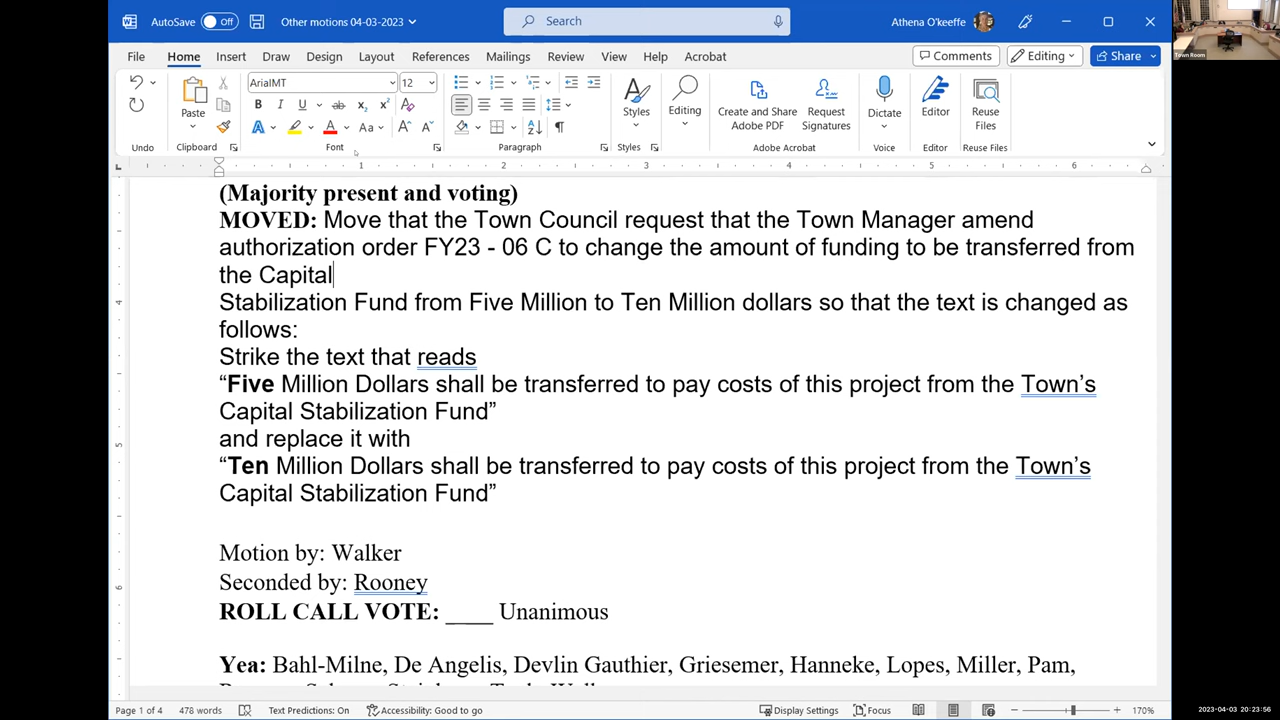 AutoSave Off Other motions 04-03-2023 Search Athena O'keeffe
File Home Insert Draw Design Layout References Mailings Review View Help Acrobat Comments Editing Share
Town Room
ArialMT 12
Paste Styles Editing Create and Share Adobe PDF Request Signatures Dictate Editor Reuse Files
Undo Clipboard Font Paragraph Styles Adobe Acrobat Voice Editor Reuse Files
1 2 3 4 5 6
(Majority present and voting)
MOVED: Move that the Town Council request that the Town Manager amend
authorization order FY23 - 06 C to change the amount of funding to be transferred from
the Capital
Stabilization Fund from Five Million to Ten Million dollars so that the text is changed as
follows:
Strike the text that reads
“Five Million Dollars shall be transferred to pay costs of this project from the Town’s
Capital Stabilization Fund”
and replace it with
“Ten Million Dollars shall be transferred to pay costs of this project from the Town’s
Capital Stabilization Fund”
Motion by: Walker
Seconded by: Rooney
ROLL CALL VOTE: ____ Unanimous
Yea: Bahl-Milne, De Angelis, Devlin Gauthier, Griesemer, Hanneke, Lopes, Miller, Pam,
Page 1 of 4 478 words Text Predictions: On Accessibility: Good to go Display Settings Focus 170%
2023-04-03 20:23:56